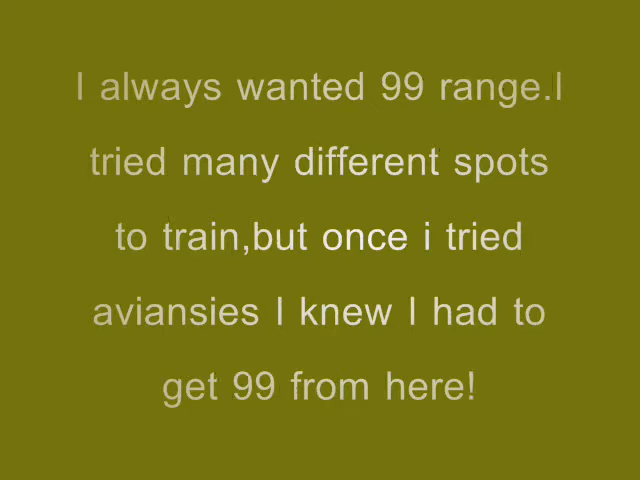 I always wanted 99 range.I
tried many different spots
to train,but once i tried
aviansies I knew I had to
get 99 from here!